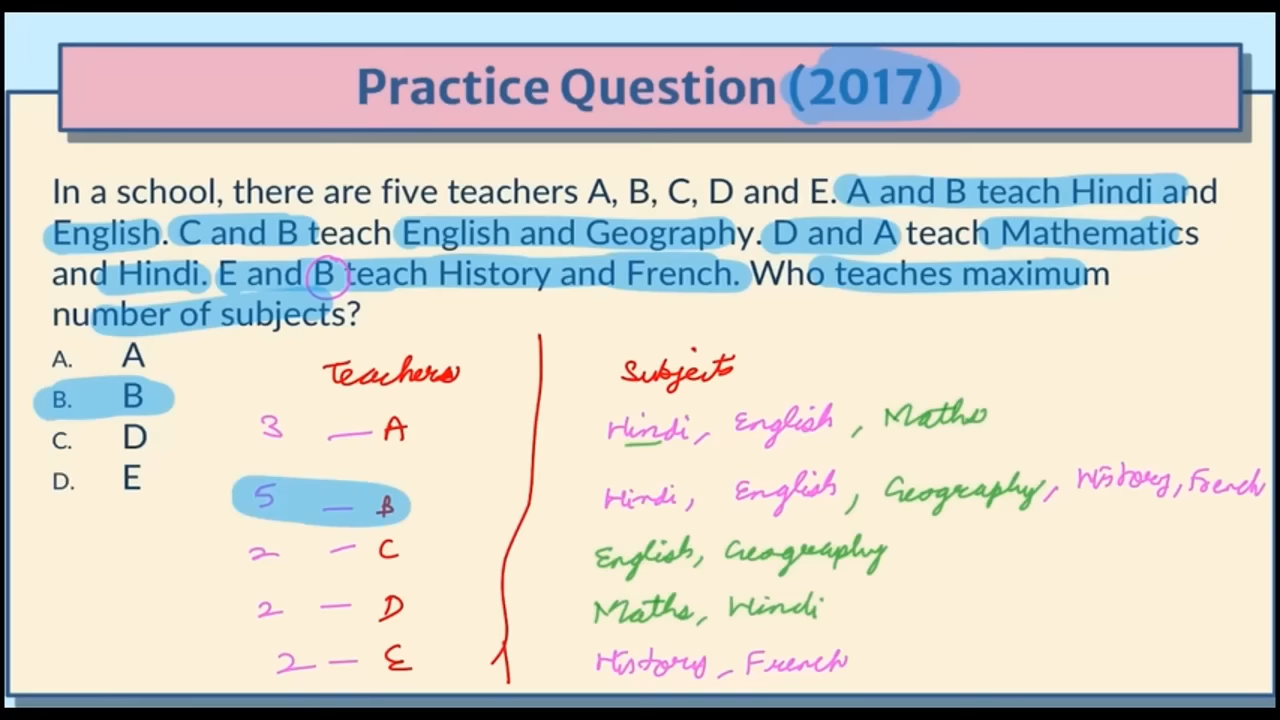 Practice Question (2017)
In a school, there are five teachers A, B, C, D and E. A and B teach Hindi and
English. C and B teach English and Geography. D and A teach Mathematics
and Hindi. E and B teach History and French. Who teaches maximum
number of subjects?
A. A
B. B
C. D
D. E
Teachers Subjects
3 — A Hindi, English, Maths
5 — B Hindi, English, Geography, History, French
2 — C English, Geography
2 — D Maths, Hindi
2 — E History, French